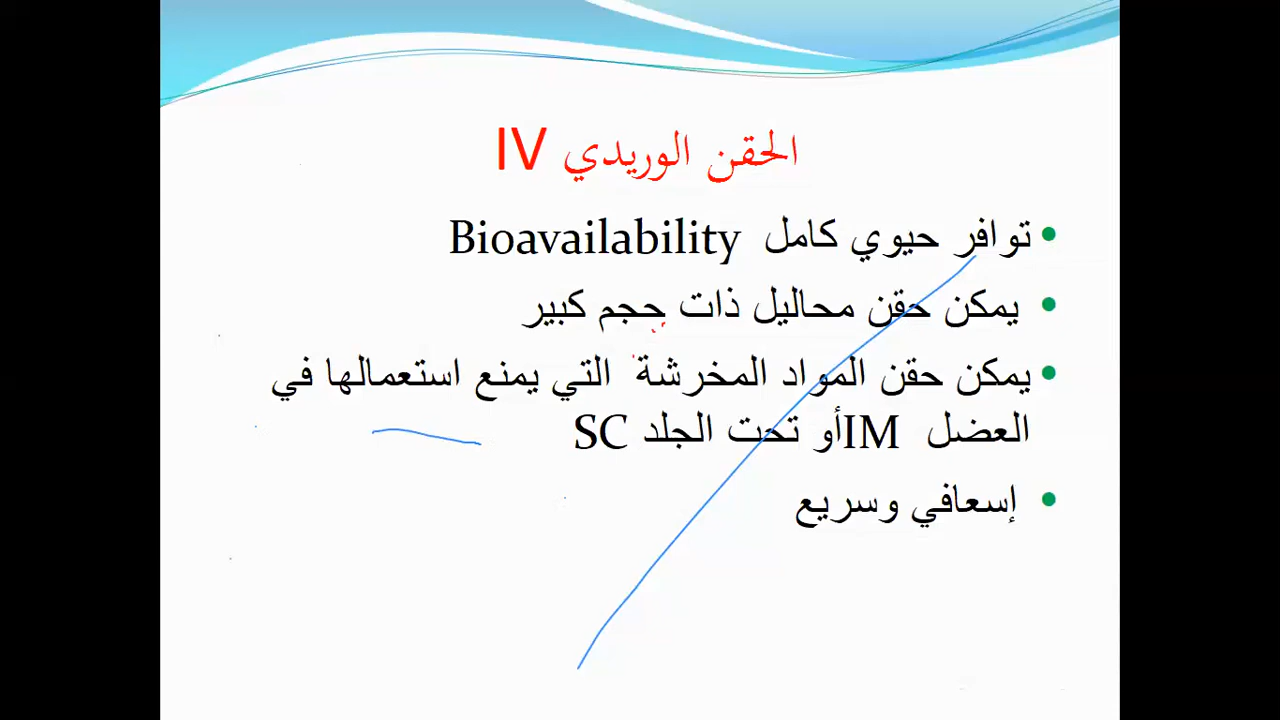 الحقن الوريدي IV
توافر حيوي كامل Bioavailability
يمكن حقن محاليل ذات حجم كبير
يمكن حقن المواد المخرشة التي يمنع استعمالها في
العضل IM أو تحت الجلد SC
إسعافي وسريع